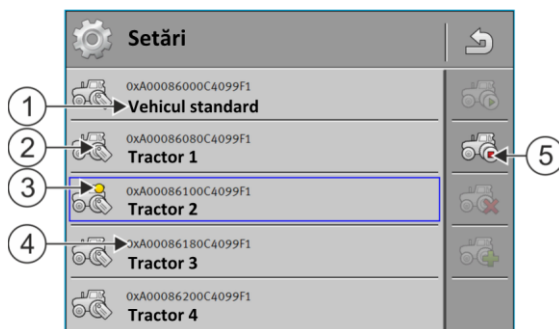 Setări
0xA00086000C4099F1
Vehicul standard
0xA00086080C4099F1
Tractor 1
0xA00086100C4099F1
Tractor 2
0xA00086180C4099F1
Tractor 3
0xA00086200C4099F1
Tractor 4
1
2
3
4
5